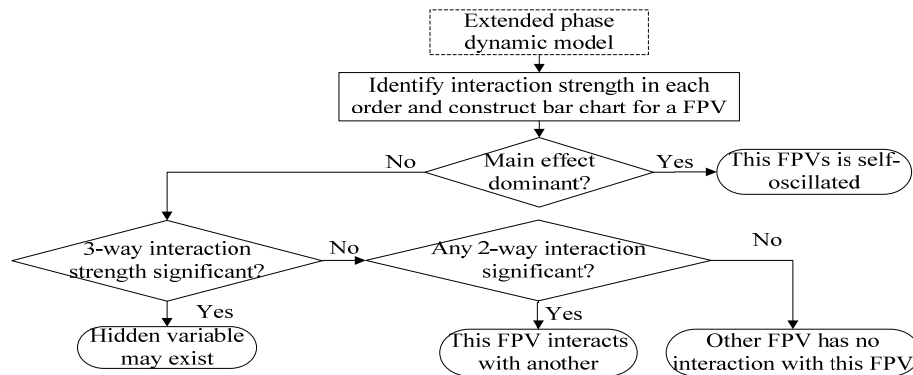 Extended phase
dynamic model
Identify interaction strength in each
order and construct bar chart for a FPV
No
Main effect
dominant?
Yes
This FPVs is self-
oscillated
3-way interaction
strength significant?
No
Any 2-way interaction
significant?
No
Yes
Hidden variable
may exist
Yes
This FPV interacts
with another
Other FPV has no
interaction with this FPV